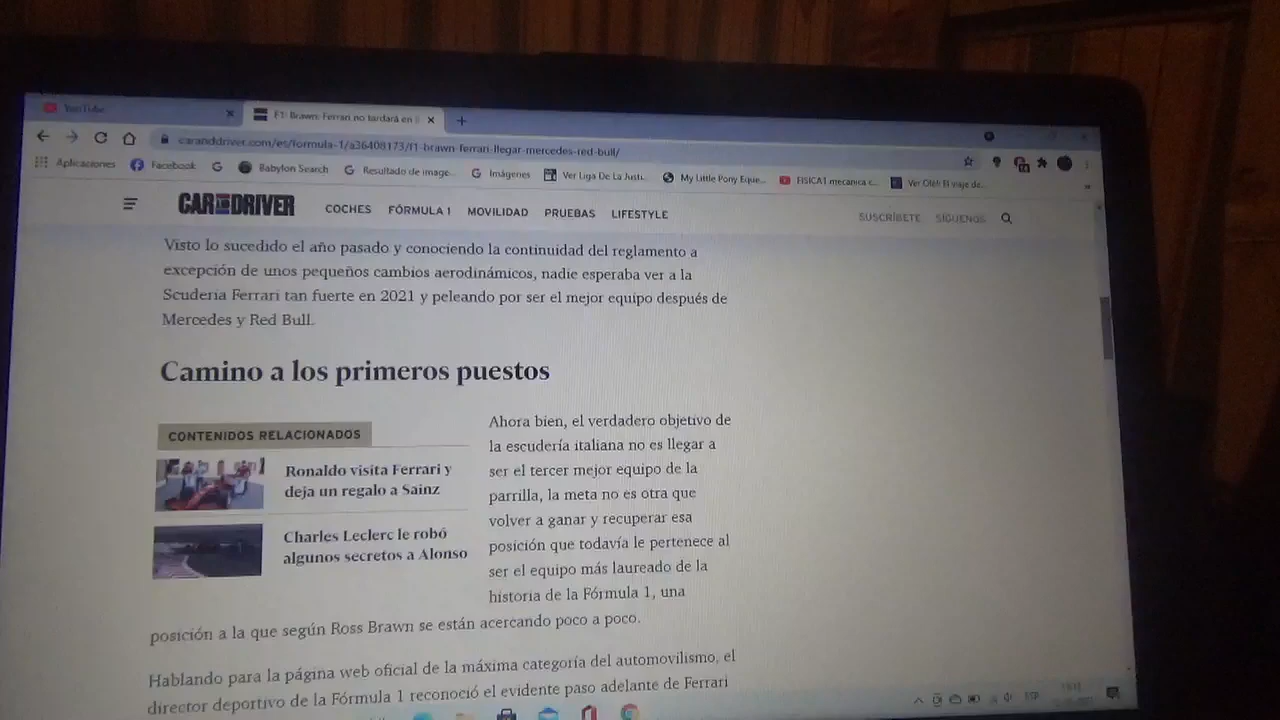 YouTube
F1: Brawn: Ferrari no tardará en
caranddriver.com/es/formula-1/a36408173/f1-brawn-ferrari-llegar-mercedes-red-bull/
Aplicaciones Facebook Babylon Search Resultado de image... Imágenes Ver Liga De La Justi... My Little Pony Eque... FISICA1 mecanica c... Ver Olell El viaje de...
CAR AND DRIVER COCHES FÓRMULA 1 MOVILIDAD PRUEBAS LIFESTYLE SUSCRÍBETE SÍGUENOS
Visto lo sucedido el año pasado y conociendo la continuidad del reglamento a
excepción de unos pequeños cambios aerodinámicos, nadie esperaba ver a la
Scuderia Ferrari tan fuerte en 2021 y peleando por ser el mejor equipo después de
Mercedes y Red Bull.
Camino a los primeros puestos
CONTENIDOS RELACIONADOS
Ronaldo visita Ferrari y
deja un regalo a Sainz
Charles Leclerc le robó
algunos secretos a Alonso
Ahora bien, el verdadero objetivo de
la escudería italiana no es llegar a
ser el tercer mejor equipo de la
parrilla, la meta no es otra que
volver a ganar y recuperar esa
posición que todavía le pertenece al
ser el equipo más laureado de la
historia de la Fórmula 1, una
posición a la que según Ross Brawn se están acercando poco a poco.
Hablando para la página web oficial de la máxima categoría del automovilismo, el
director deportivo de la Fórmula 1 reconoció el evidente paso adelante de Ferrari
ESP